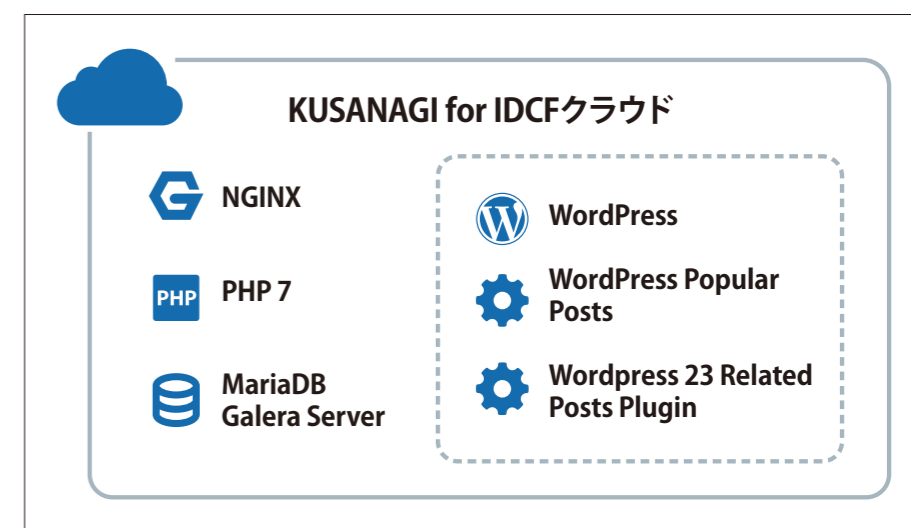 KUSANAGI for IDCFクラウド
NGINX
PHP
PHP 7
MariaDB
Galera Server
WordPress
WordPress Popular
Posts
Wordpress 23 Related
Posts Plugin